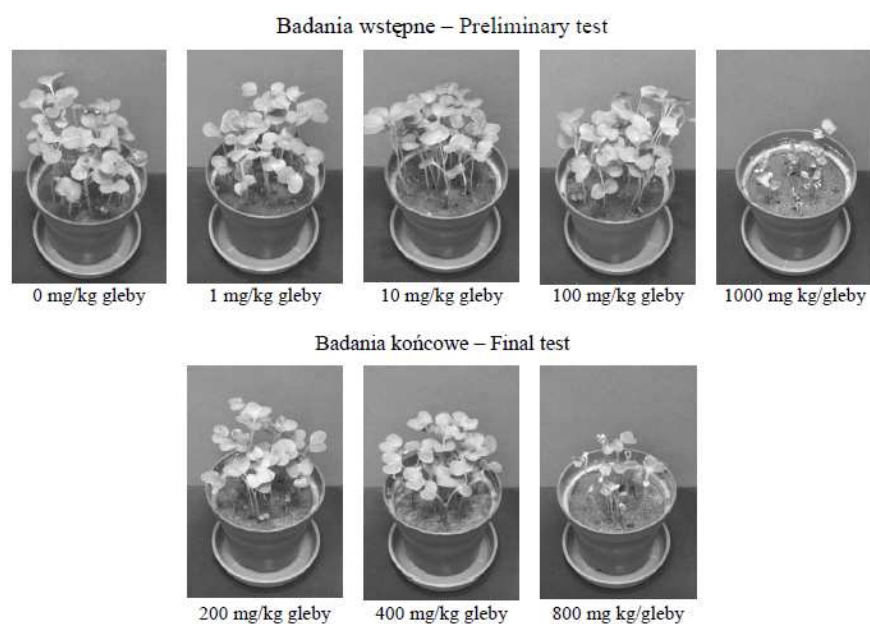 Badania wstępne – Preliminary test
0 mg/kg gleby
1 mg/kg gleby
10 mg/kg gleby
100 mg/kg gleby
1000 mg kg/gleby
Badania końcowe – Final test
200 mg/kg gleby
400 mg/kg gleby
800 mg kg/gleby